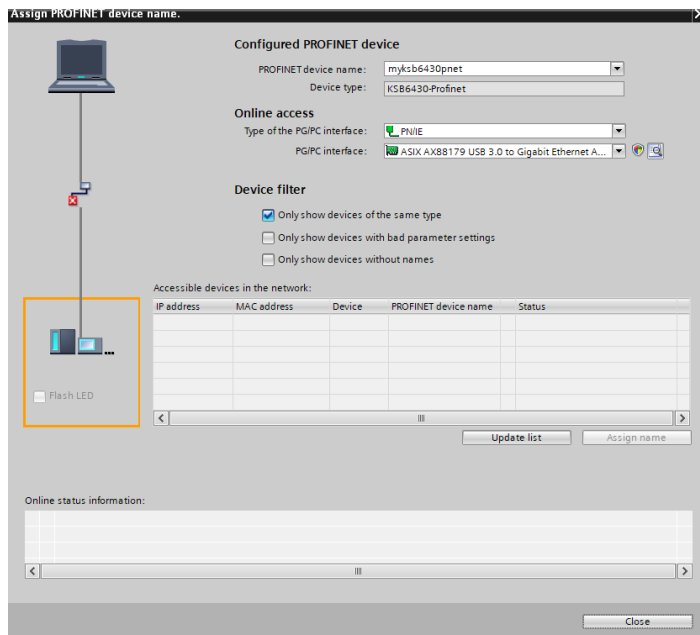 Assign PROFINET device name.
Configured PROFINET device
PROFINET device name: myksb6430pnet
Device type: KSB6430-Profinet
Online access
Type of the PG/PC interface: PN/IE
PG/PC interface: ASIX AX88179 USB 3.0 to Gigabit Ethernet A...
Device filter
Only show devices of the same type
Only show devices with bad parameter settings
Only show devices without names
Accessible devices in the network:
IP address MAC address Device PROFINET device name Status
...
Flash LED
Update list Assign name
Online status information:
Close